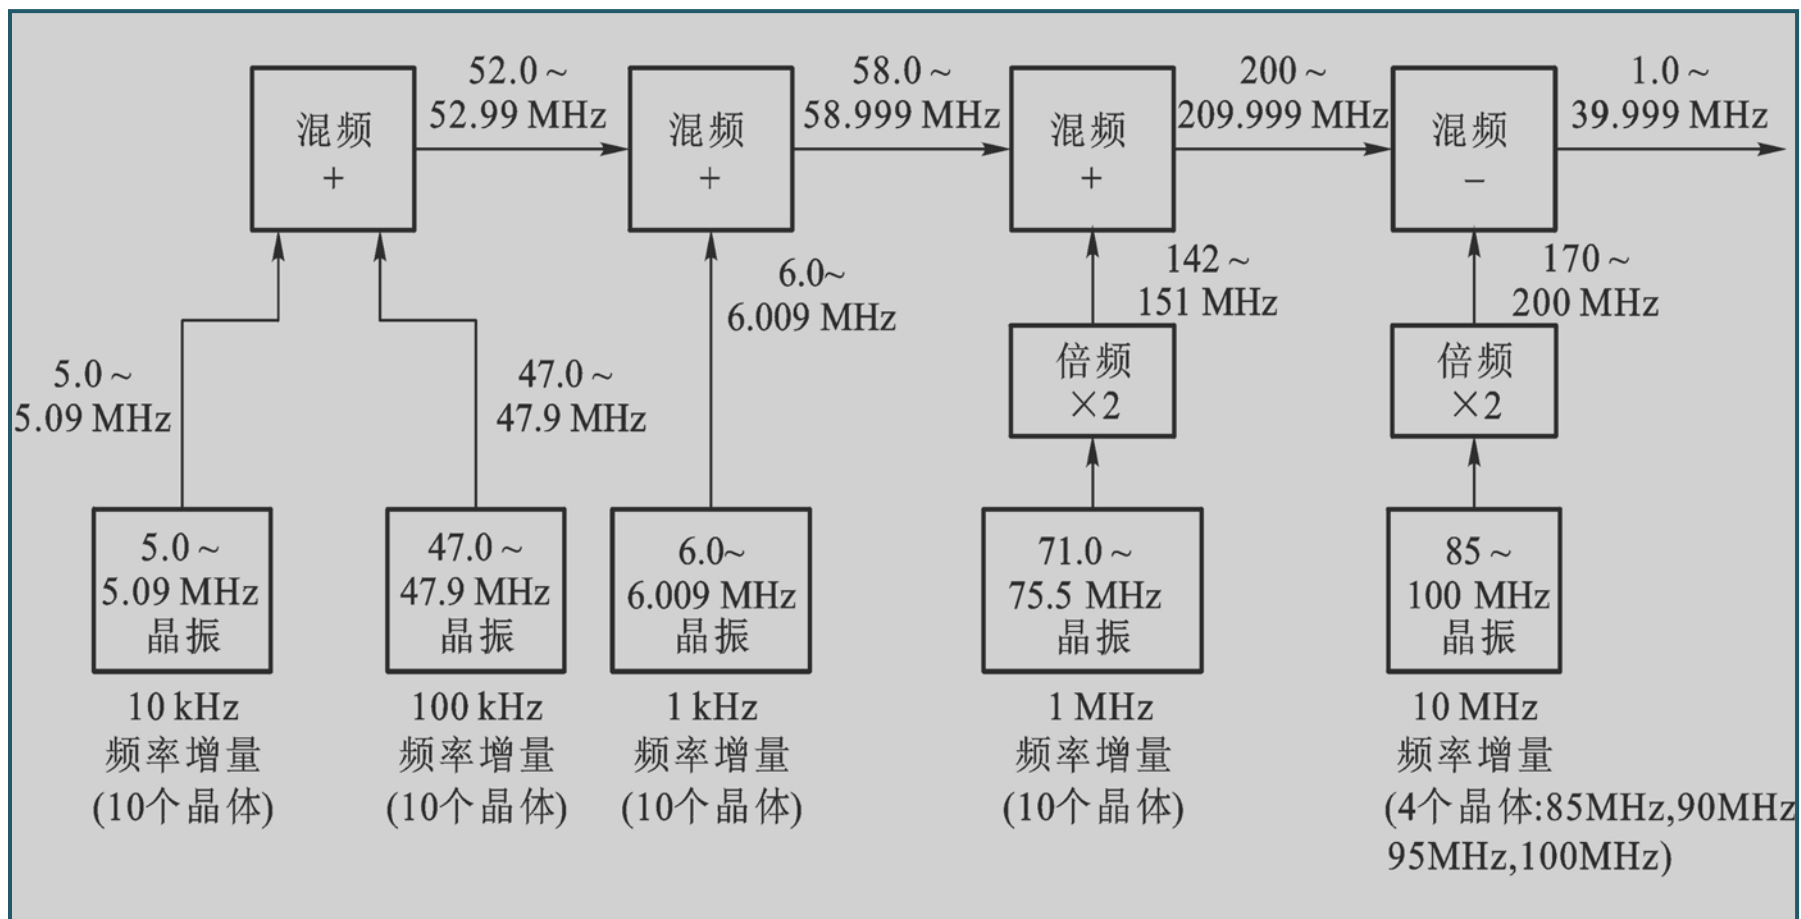 混频
+
52.0～
52.99 MHz
混频
+
58.0～
58.999 MHz
混频
+
200～
209.999MHz
混频
−
1.0～
39.999 MHz
5.0～
5.09 MHz
47.0～
47.9 MHz
6.0~
6.009 MHz
142～
151 MHz
170～
200 MHz
倍频
×2
倍频
×2
5.0～
5.09 MHz
晶振
47.0～
47.9 MHz
晶振
6.0~
6.009 MHz
晶振
71.0～
75.5 MHz
晶振
85～
100 MHz
晶振
10 kHz
频率增量
(10个晶体)
100 kHz
频率增量
(10个晶体)
1 kHz
频率增量
(10个晶体)
1 MHz
频率增量
(10个晶体)
10 MHz
频率增量
(4个晶体:85MHz,90MHz
95MHz,100MHz)